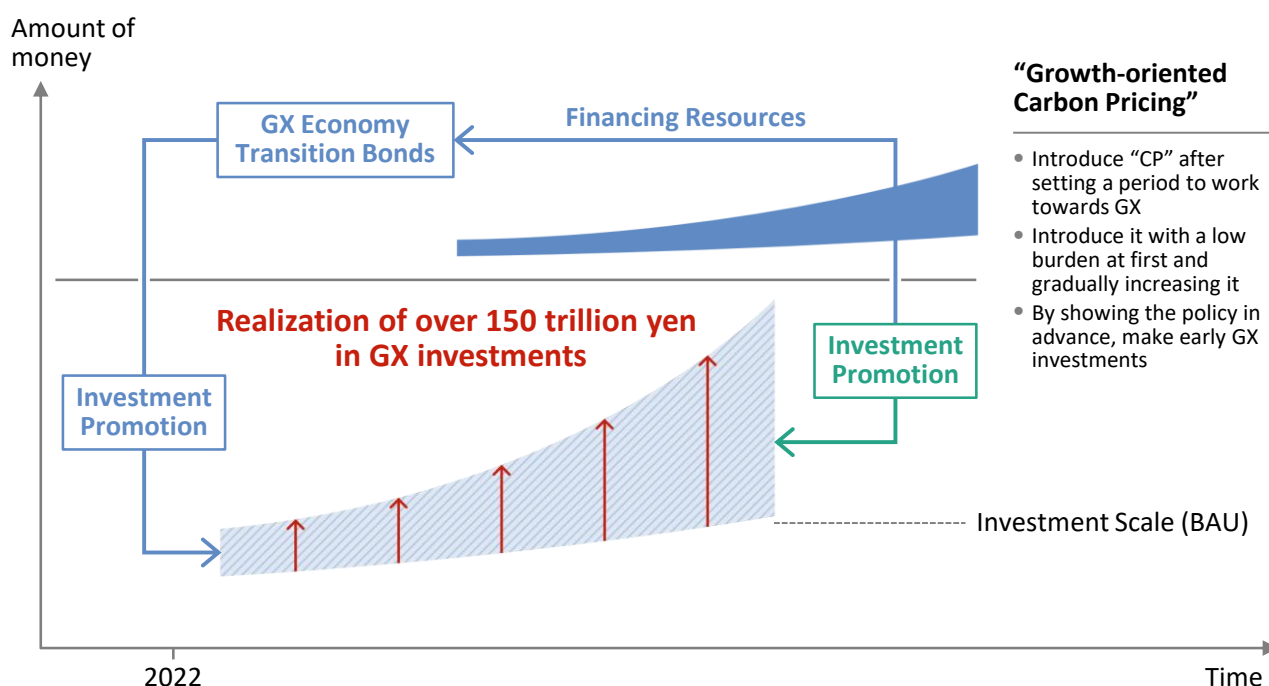 Amount of
money
“Growth-oriented
Carbon Pricing”
GX Economy
Transition Bonds
Financing Resources
• Introduce “CP” after
setting a period to work
towards GX
• Introduce it with a low
burden at first and
gradually increasing it
• By showing the policy in
advance, make early GX
investments
Realization of over 150 trillion yen
in GX investments
Investment
Promotion
Investment
Promotion
Investment Scale (BAU)
2022
Time